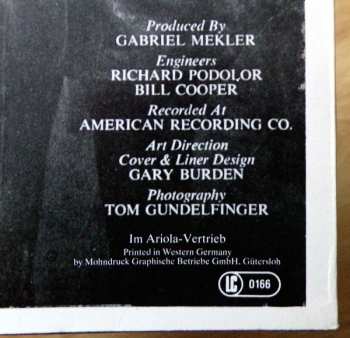 Produced By
GABRIEL MEKLER
Engineers
RICHARD PODOLOR
BILL COOPER
Recorded At
AMERICAN RECORDING CO.
Art Direction
Cover & Liner Design
GARY BURDEN
Photography
TOM GUNDELFINGER
Im Ariola-Vertrieb
Printed in Western Germany
by Mohndruck Graphische Betriebe GmbH, Gütersloh
LC 0166